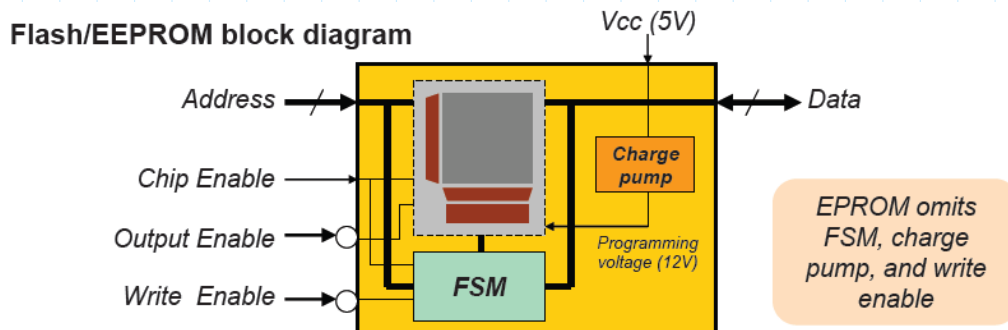 Flash/EEPROM block diagram
Vcc (5V)
Address
Data
Chip Enable
Charge
pump
Output Enable
Programming
voltage (12V)
Write Enable
FSM
EPROM omits
FSM, charge
pump, and write
enable